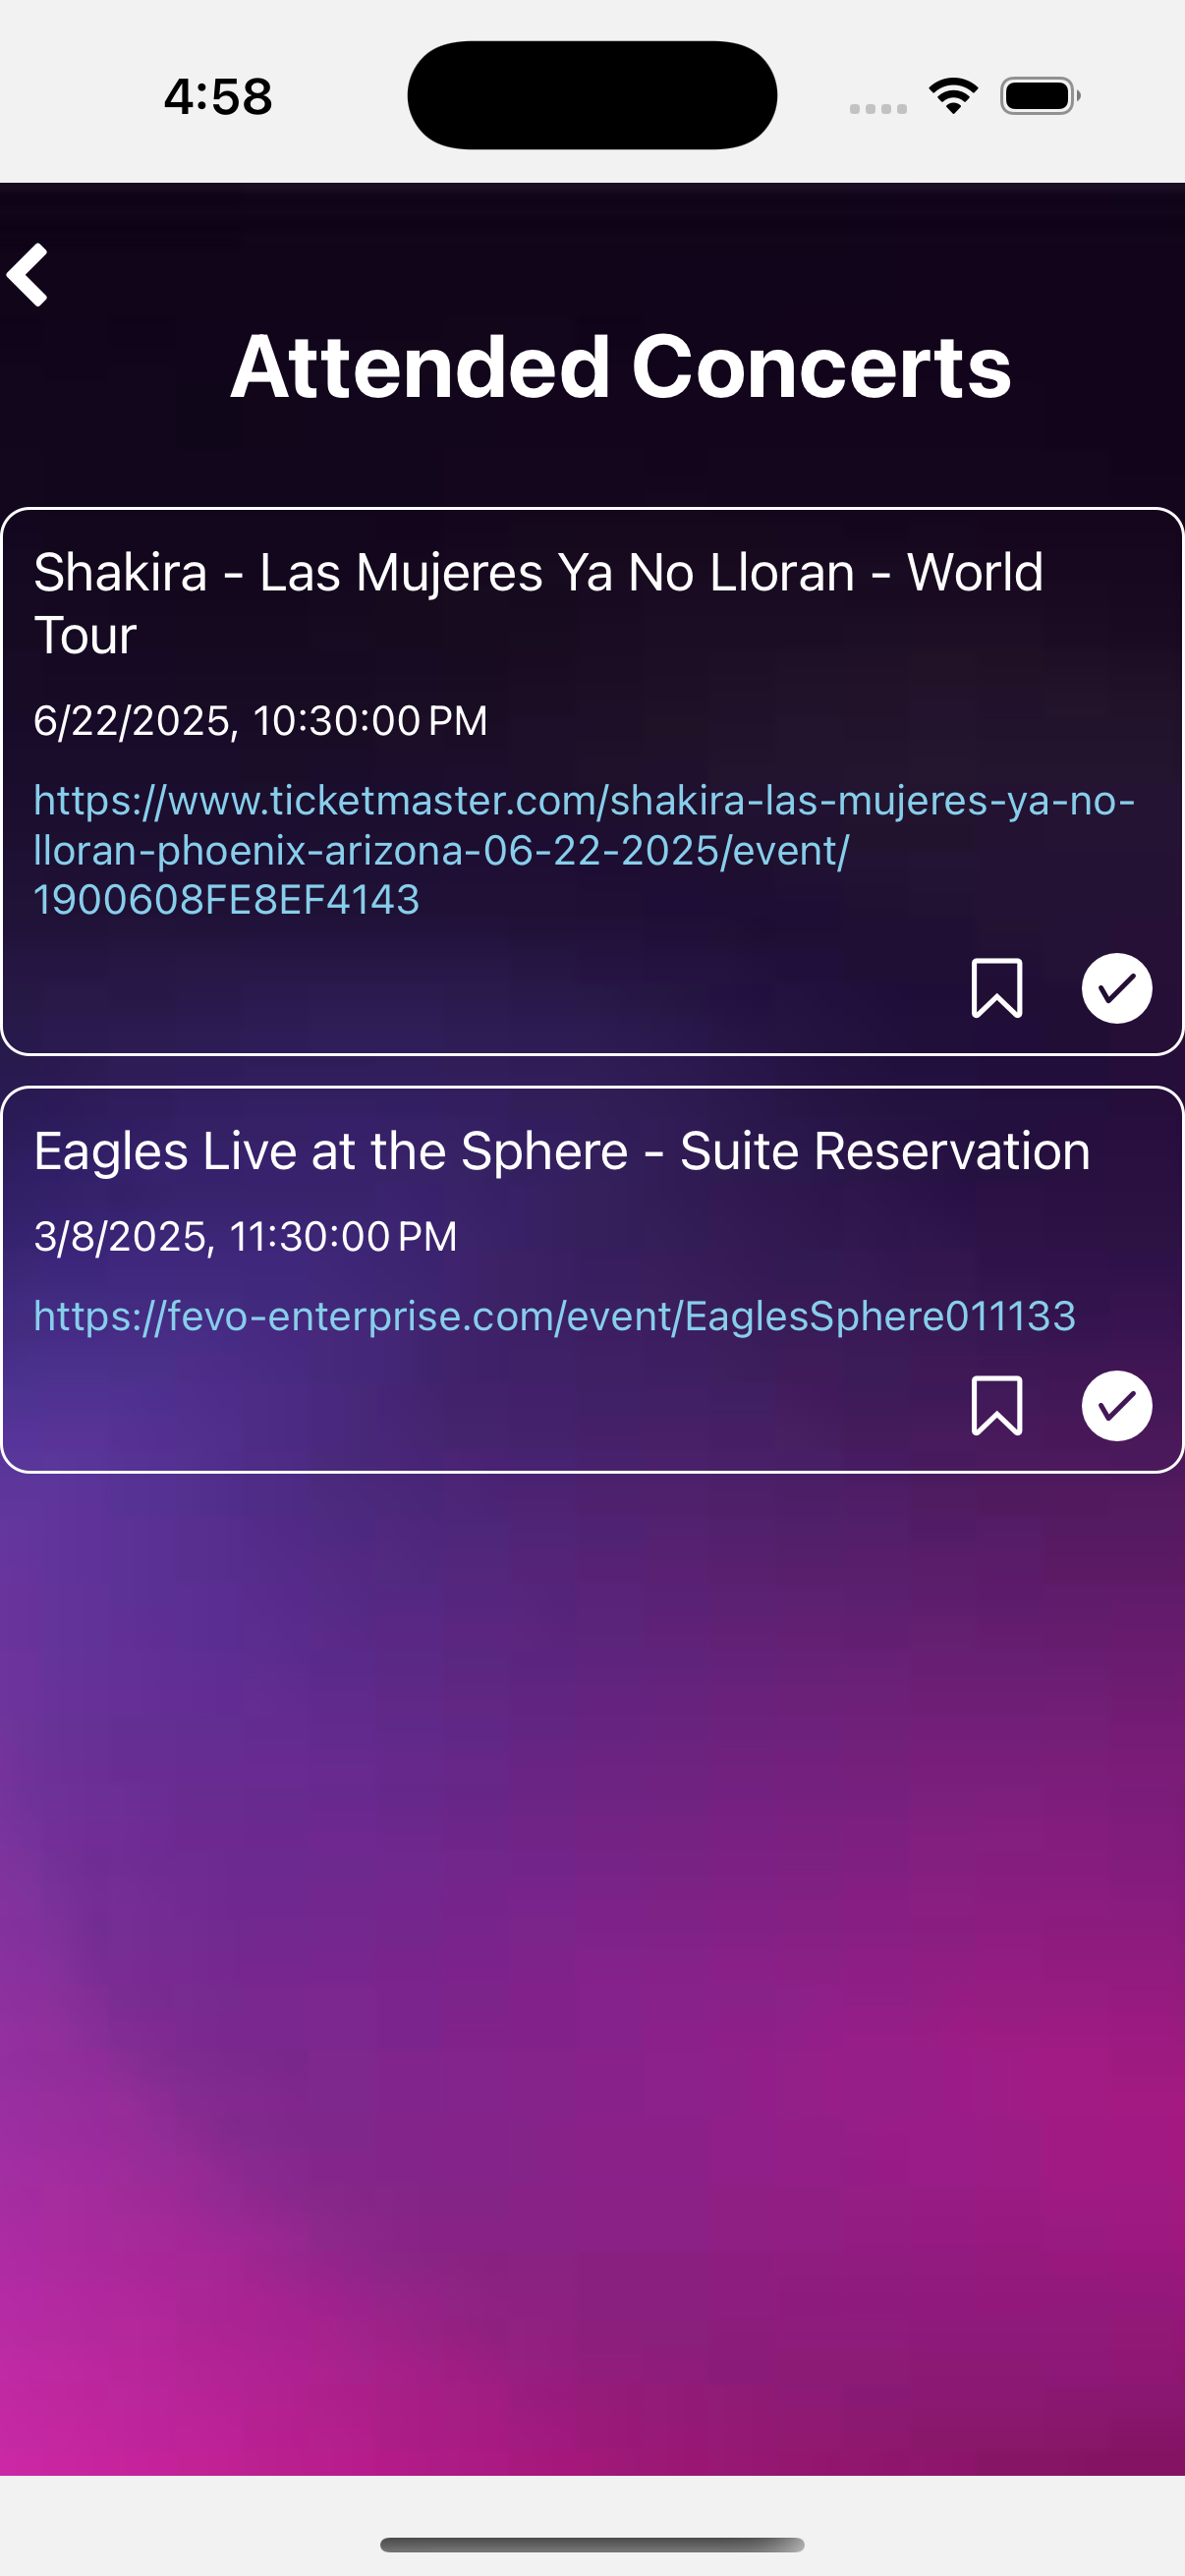 4:58
Attended Concerts
Shakira - Las Mujeres Ya No Lloran - World
Tour
6/22/2025, 10:30:00 PM
https://www.ticketmaster.com/shakira-las-mujeres-ya-no-
lloran-phoenix-arizona-06-22-2025/event/
1900608FE8EF4143
Eagles Live at the Sphere - Suite Reservation
3/8/2025, 11:30:00 PM
https://fevo-enterprise.com/event/EaglesSphere011133